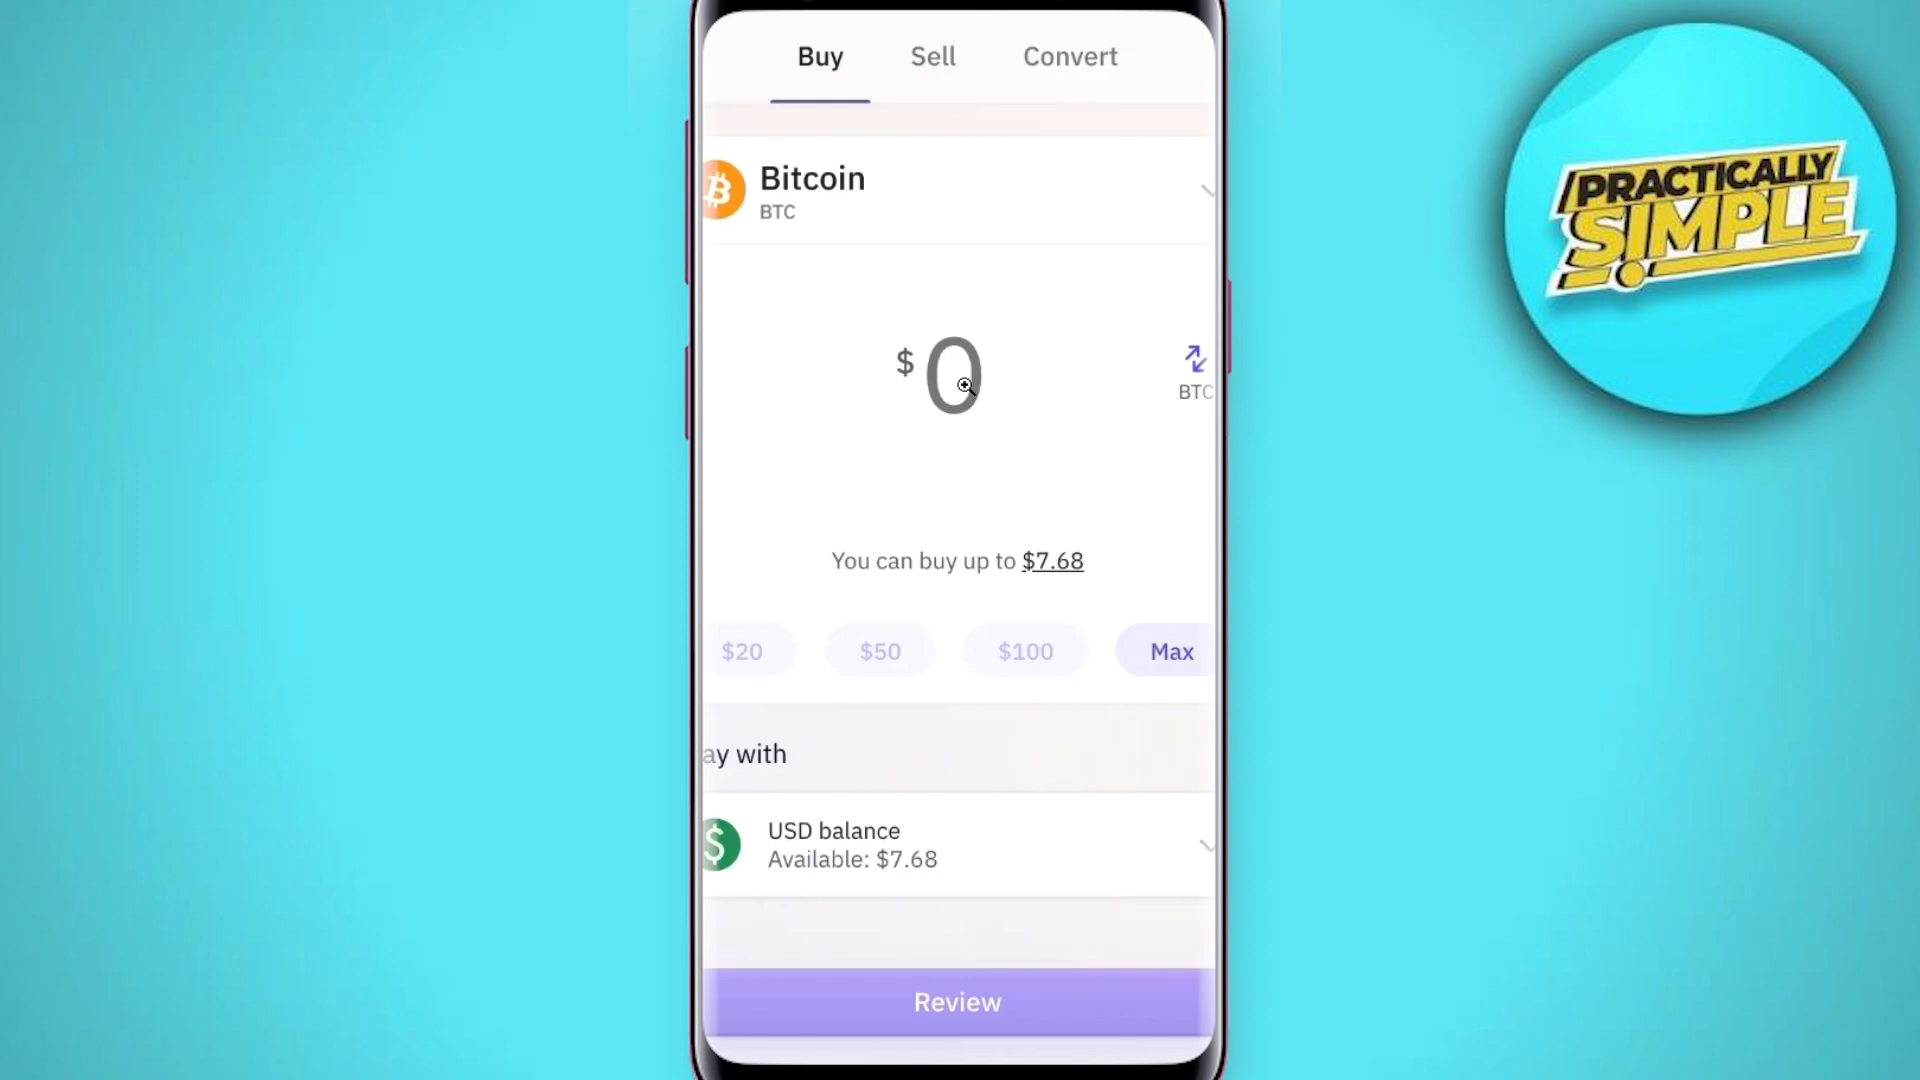 Buy Sell Convert
Bitcoin
BTC
$ 0
BTC
You can buy up to $7.68
$20 $50 $100 Max
ay with
USD balance
Available: $7.68
Review
PRACTICALLY
SIMPLE